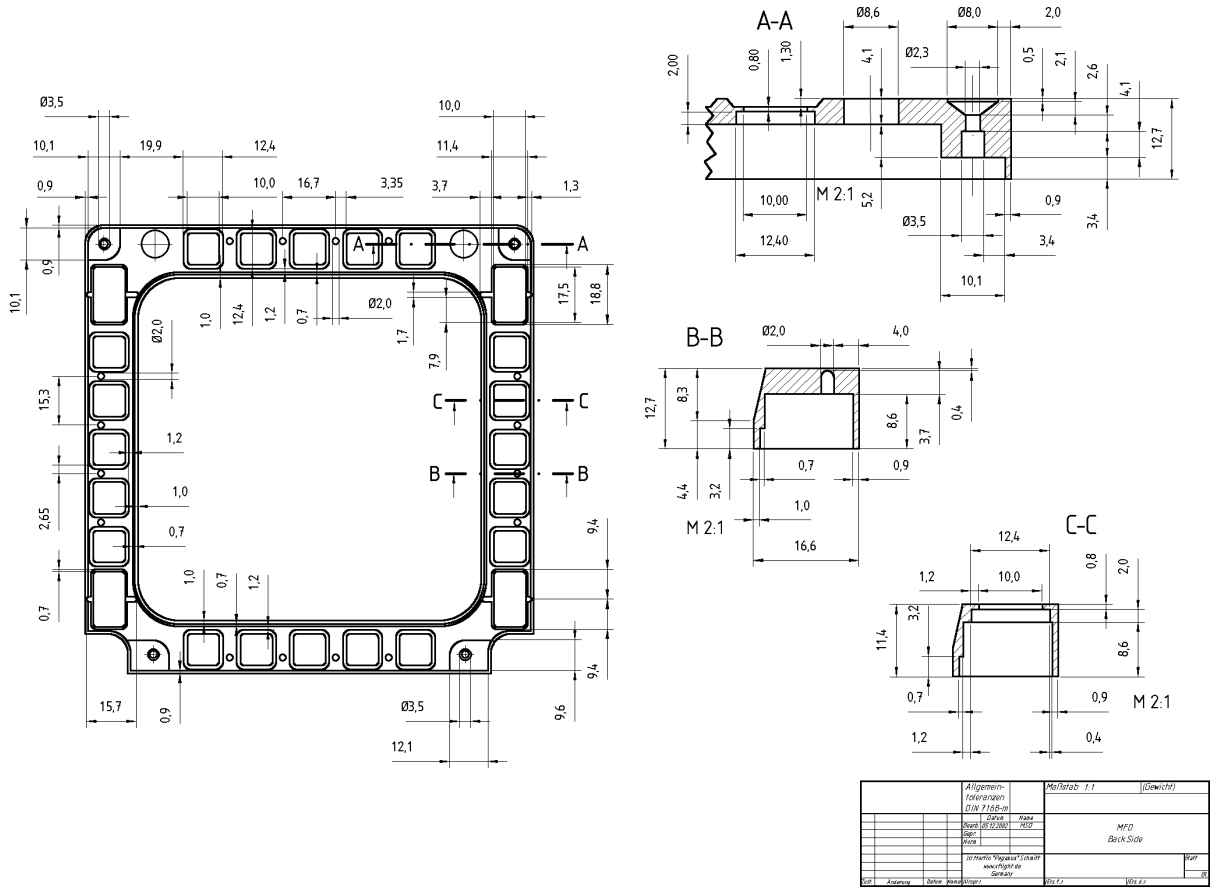 A-A
Ø8,6
Ø8,0
2,0
2,00
0,80
1,30
4,1
Ø2,3
0,5
2,1
2,6
4,1
12,7
M 2:1
10,00
5,2
0,9
Ø3,5
3,4
12,40
3,4
10,1
Ø3,5
10,0
10,1
19,9
12,4
11,4
0,9
10,0
16,7
3,35
3,7
1,3
A
A
0,9
10,1
17,5
18,8
1,0
12,4
1,2
0,7
Ø2,0
1,7
7,9
Ø2,0
15,3
C
C
1,2
B
B
1,0
2,65
0,7
9,4
1,0
0,7
1,2
0,7
9,4
15,7
0,9
Ø3,5
9,6
12,1
B-B
Ø2,0
4,0
12,7
8,3
8,6
3,7
0,4
4,4
3,2
0,7
0,9
M 2:1
1,0
16,6
C-C
12,4
1,2
10,0
0,8
2,0
3,2
11,4
8,6
0,7
0,9
M 2:1
1,2
0,4
Allgemein-
toleranzen
DIN 7168-m
Maßstab 1:1
(Gewicht)
Datum
Name
Bearb.
05.12.2002
MSD
Gepr.
Norm
MFD
Back Side
(c) Martin "Pegasus" Schmitt
www.xflight.de
Germany
Blatt
Bl.
Zust.
Änderung
Datum
Name
(Urspr.)
(Ers.f.:)
(Ers.d.:)